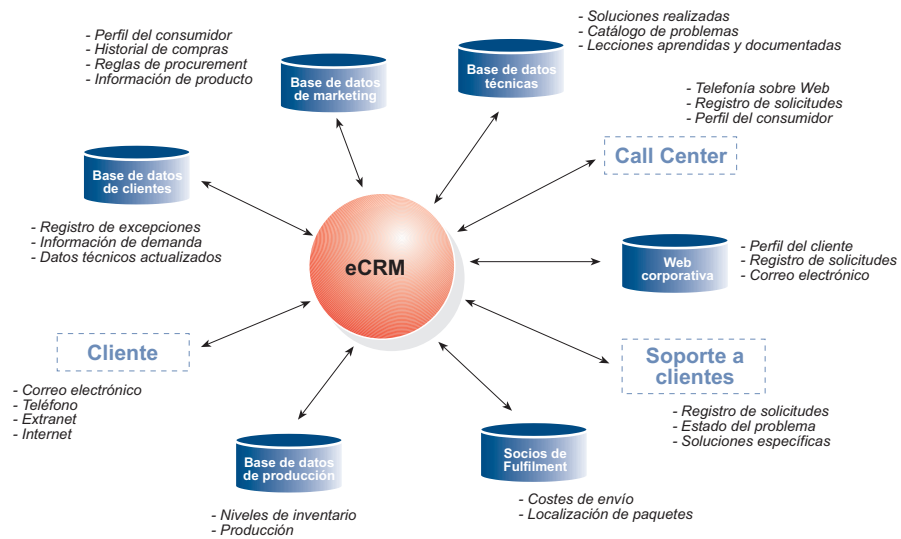 - Perfil del consumidor
- Historial de compras
- Reglas de procurement
- Información de producto
Base de datos
de marketing
- Soluciones realizadas
- Catálogo de problemas
- Lecciones aprendidas y documentadas
Base de datos
técnicas
- Telefonía sobre Web
- Registro de solicitudes
- Perfil del consumidor
Call Center
Base de datos
de clientes
- Registro de excepciones
- Información de demanda
- Datos técnicos actualizados
eCRM
Web
corporativa
- Perfil del cliente
- Registro de solicitudes
- Correo electrónico
Cliente
- Correo electrónico
- Teléfono
- Extranet
- Internet
Soporte a
clientes
- Registro de solicitudes
- Estado del problema
- Soluciones específicas
Base de datos
de producción
- Niveles de inventario
- Producción
Socios de
Fulfilment
- Costes de envío
- Localización de paquetes